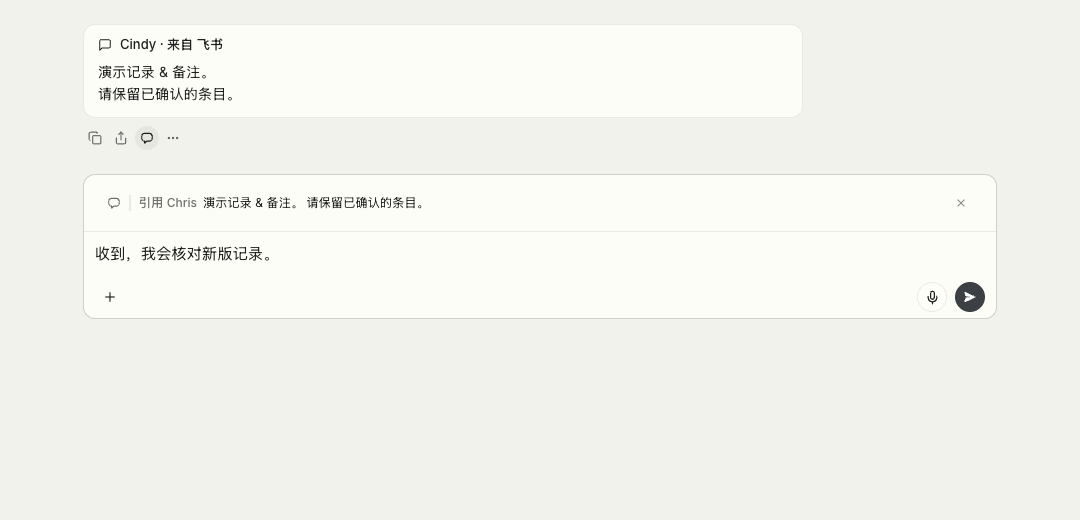 Cindy · 来自 飞书
演示记录 & 备注。
请保留已确认的条目。
引用 Chris 演示记录 & 备注。 请保留已确认的条目。
收到，我会核对新版记录。